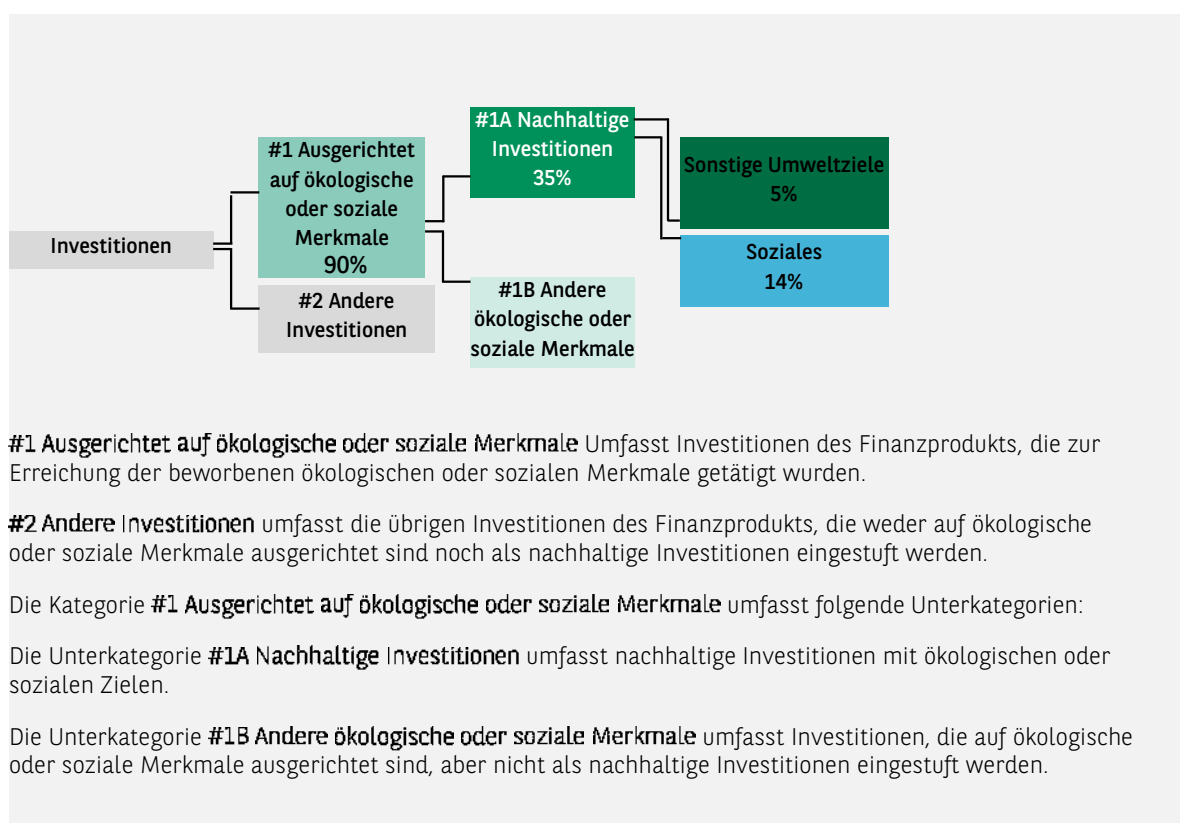 Investitionen
#1 Ausgerichtet
auf ökologische
oder soziale
Merkmale
90%
#2 Andere
Investitionen
#1A Nachhaltige
Investitionen
35%
#1B Andere
ökologische oder
soziale Merkmale
Sonstige Umweltziele
5%
Soziales
14%
#1 Ausgerichtet auf ökologische oder soziale Merkmale Umfasst Investitionen des Finanzprodukts, die zur
Erreichung der beworbenen ökologischen oder sozialen Merkmale getätigt wurden.
#2 Andere Investitionen umfasst die übrigen Investitionen des Finanzprodukts, die weder auf ökologische
oder soziale Merkmale ausgerichtet sind noch als nachhaltige Investitionen eingestuft werden.
Die Kategorie #1 Ausgerichtet auf ökologische oder soziale Merkmale umfasst folgende Unterkategorien:
Die Unterkategorie #1A Nachhaltige Investitionen umfasst nachhaltige Investitionen mit ökologischen oder
sozialen Zielen.
Die Unterkategorie #1B Andere ökologische oder soziale Merkmale umfasst Investitionen, die auf ökologische
oder soziale Merkmale ausgerichtet sind, aber nicht als nachhaltige Investitionen eingestuft werden.